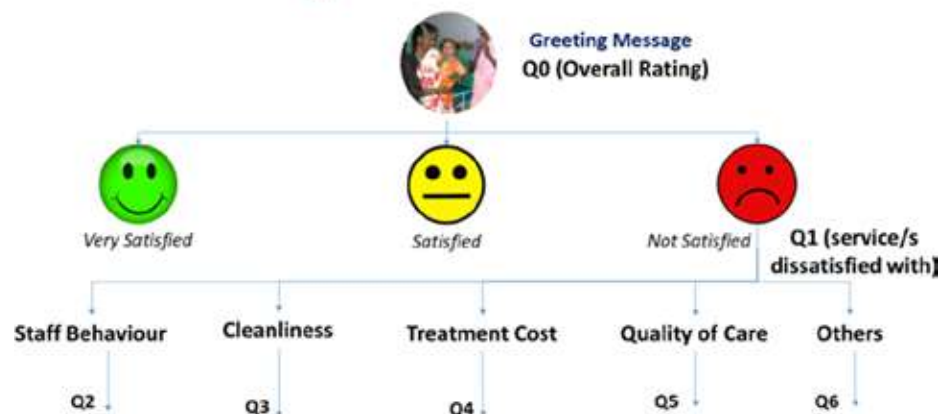 Greeting Message
Q0 (Overall Rating)
Very Satisfied
Satisfied
Not Satisfied
Q1 (service/s
dissatisfied with)
Staff Behaviour
Cleanliness
Treatment Cost
Quality of Care
Others
Q2
Q3
Q4
Q5
Q6